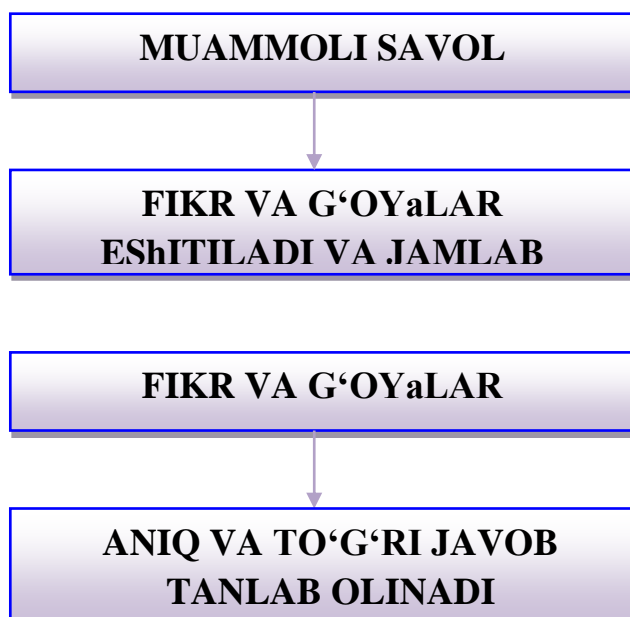 MUAMMOLI SAVOL
FIKR VA G‘OYaLAR
EShITILADI VA JAMLAB
FIKR VA G‘OYaLAR
ANIQ VA TO‘G‘RI JAVOB
TANLAB OLINADI